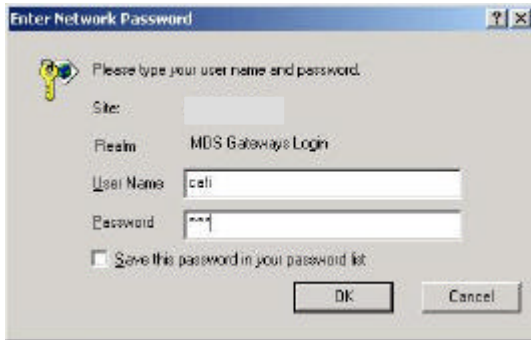 Enter Network Password
Please type your user name and password.
Site:
Realm MDS Gateways Login
User Name cafi
Password ***
Save this password in your password list
OK Cancel